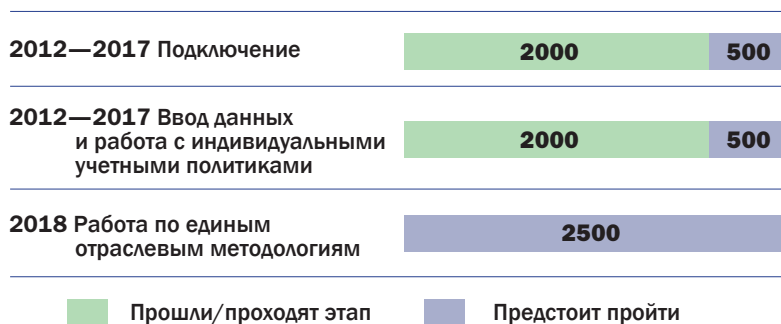 2012—2017 Подключение
2000
500
2012—2017 Ввод данных
и работа с индивидуальными
учетными политиками
2000
500
2018 Работа по единым
отраслевым методологиям
2500
Прошли/проходят этап
Предстоит пройти